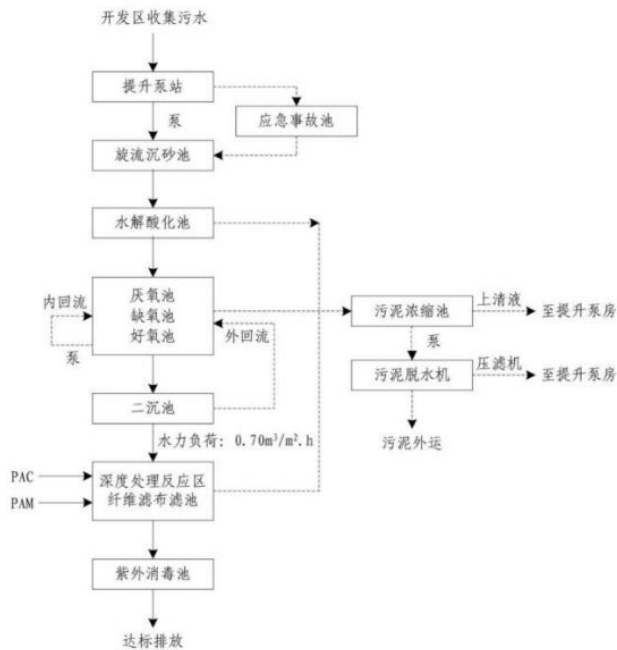 开发区收集污水
提升泵站
泵
应急事故池
旋流沉砂池
水解酸化池
内回流
厌氧池
缺氧池
好氧池
泵
外回流
污泥浓缩池
上清液
至提升泵房
泵
污泥脱水机
压滤机
至提升泵房
污泥外运
二沉池
水力负荷: 0.70m³/m².h
PAC
PAM
深度处理反应区
纤维滤布滤池
紫外消毒池
达标排放